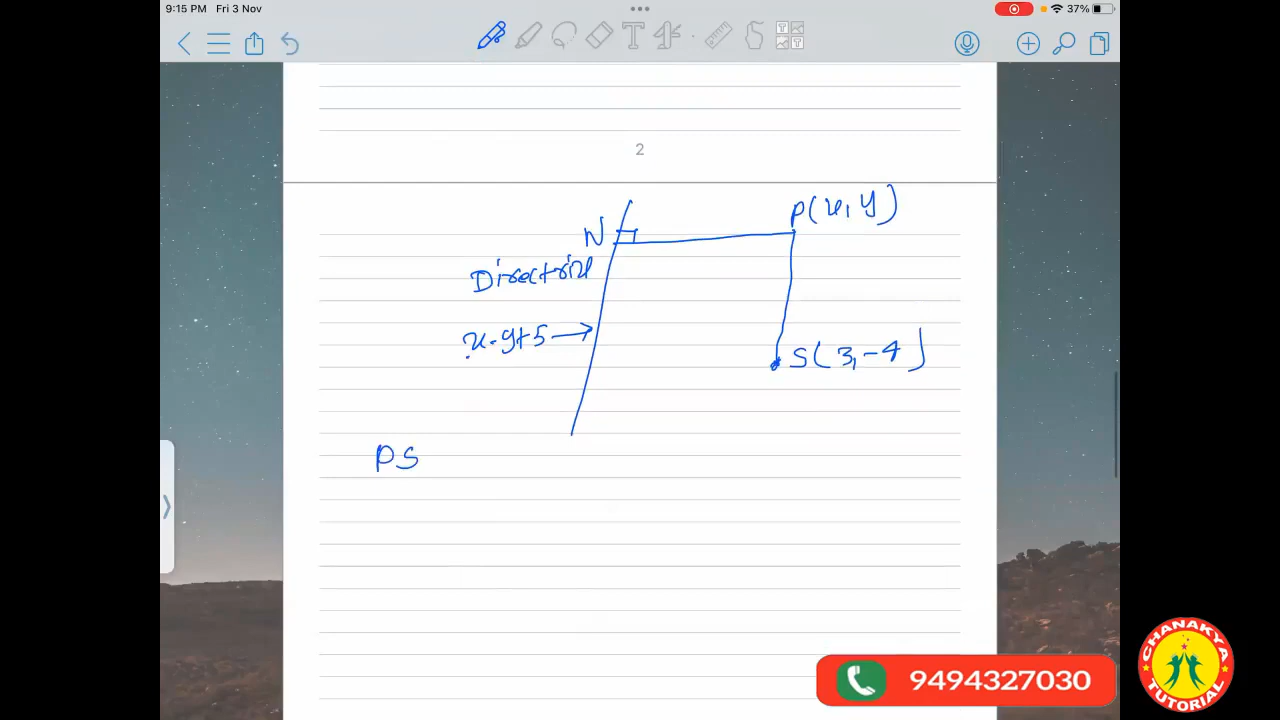 9:15 PM Fri 3 Nov
37%
2
P(x, y)
N
Directrix
x-y+5
S(3,-4)
PS
9494327030
CHANAKYA
TUTORIAL